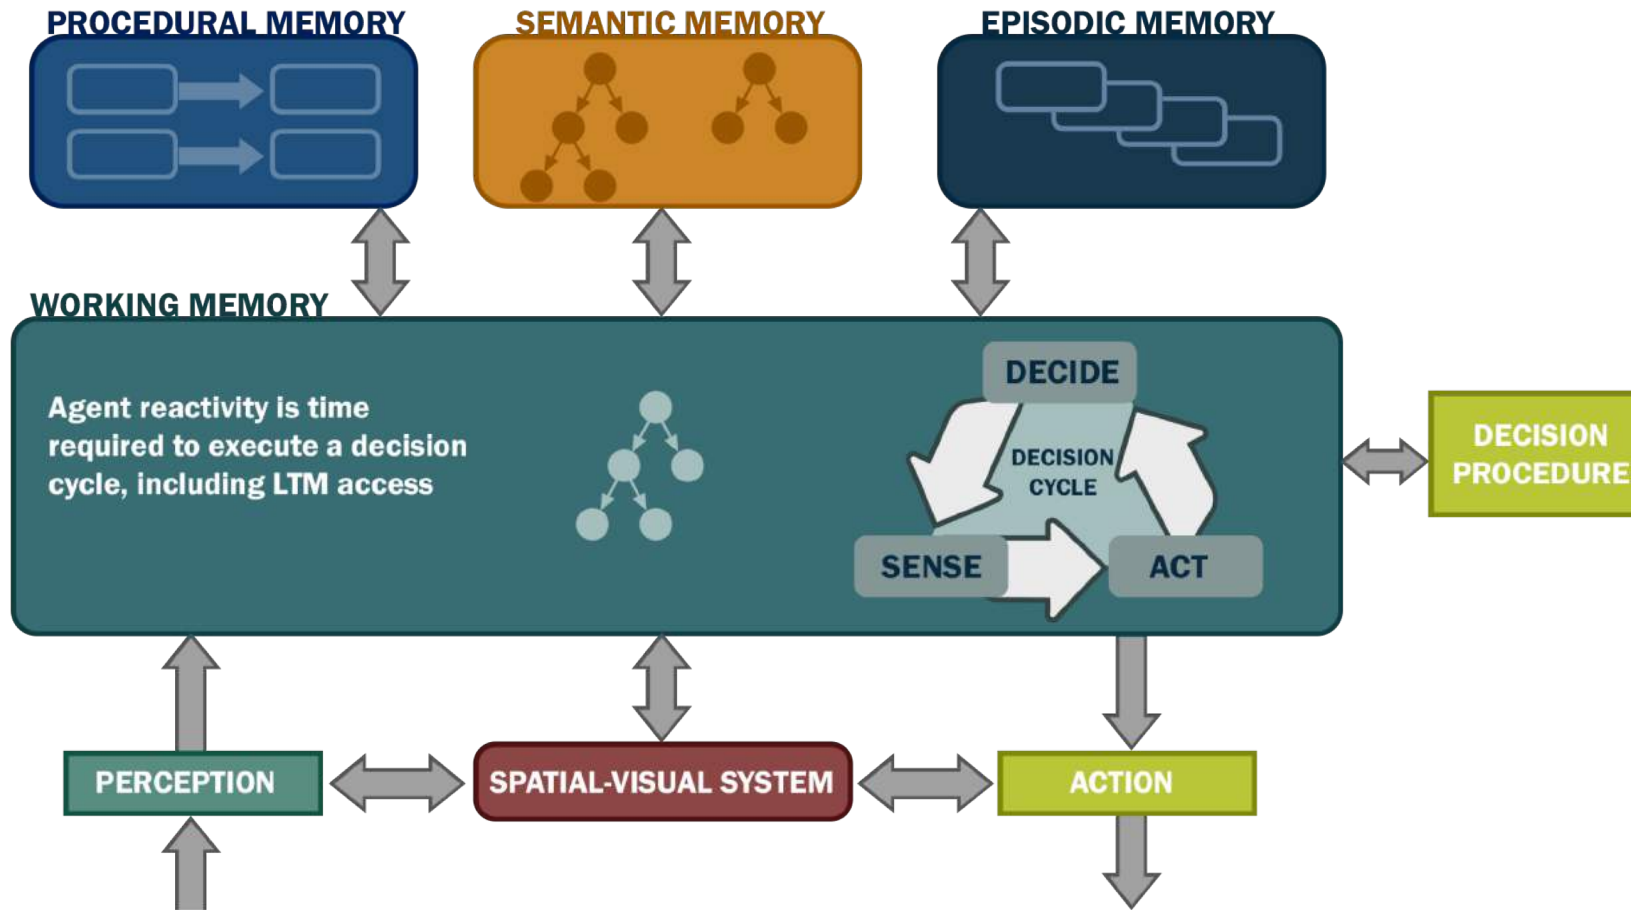 PROCEDURAL MEMORY
SEMANTIC MEMORY
EPISODIC MEMORY
WORKING MEMORY
Agent reactivity is time
required to execute a decision
cycle, including LTM access
DECIDE
DECISION
CYCLE
SENSE
ACT
DECISION
PROCEDURE
PERCEPTION
SPATIAL-VISUAL SYSTEM
ACTION